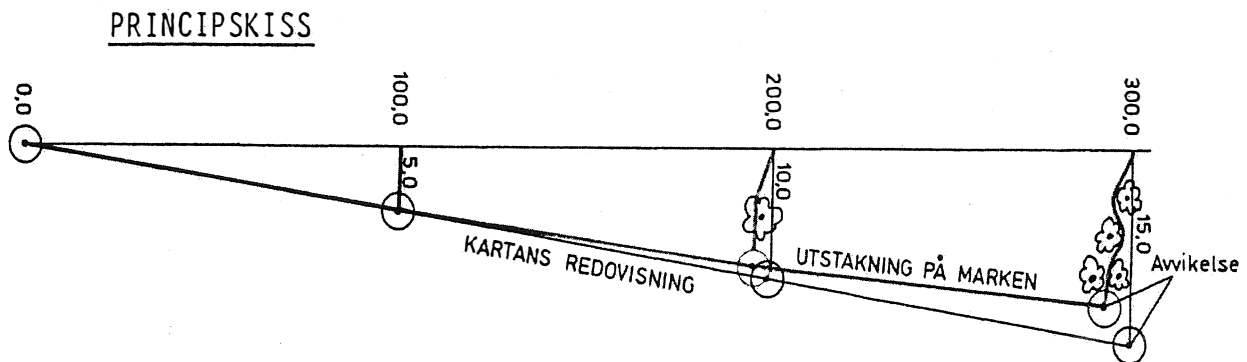 PRINCIPSKISS
0,0
100,0
200,0
300,0
5,0
10,0
15,0
KARTANS REDOVISNING
UTSTAKNING PÅ MARKEN
Avvikelse